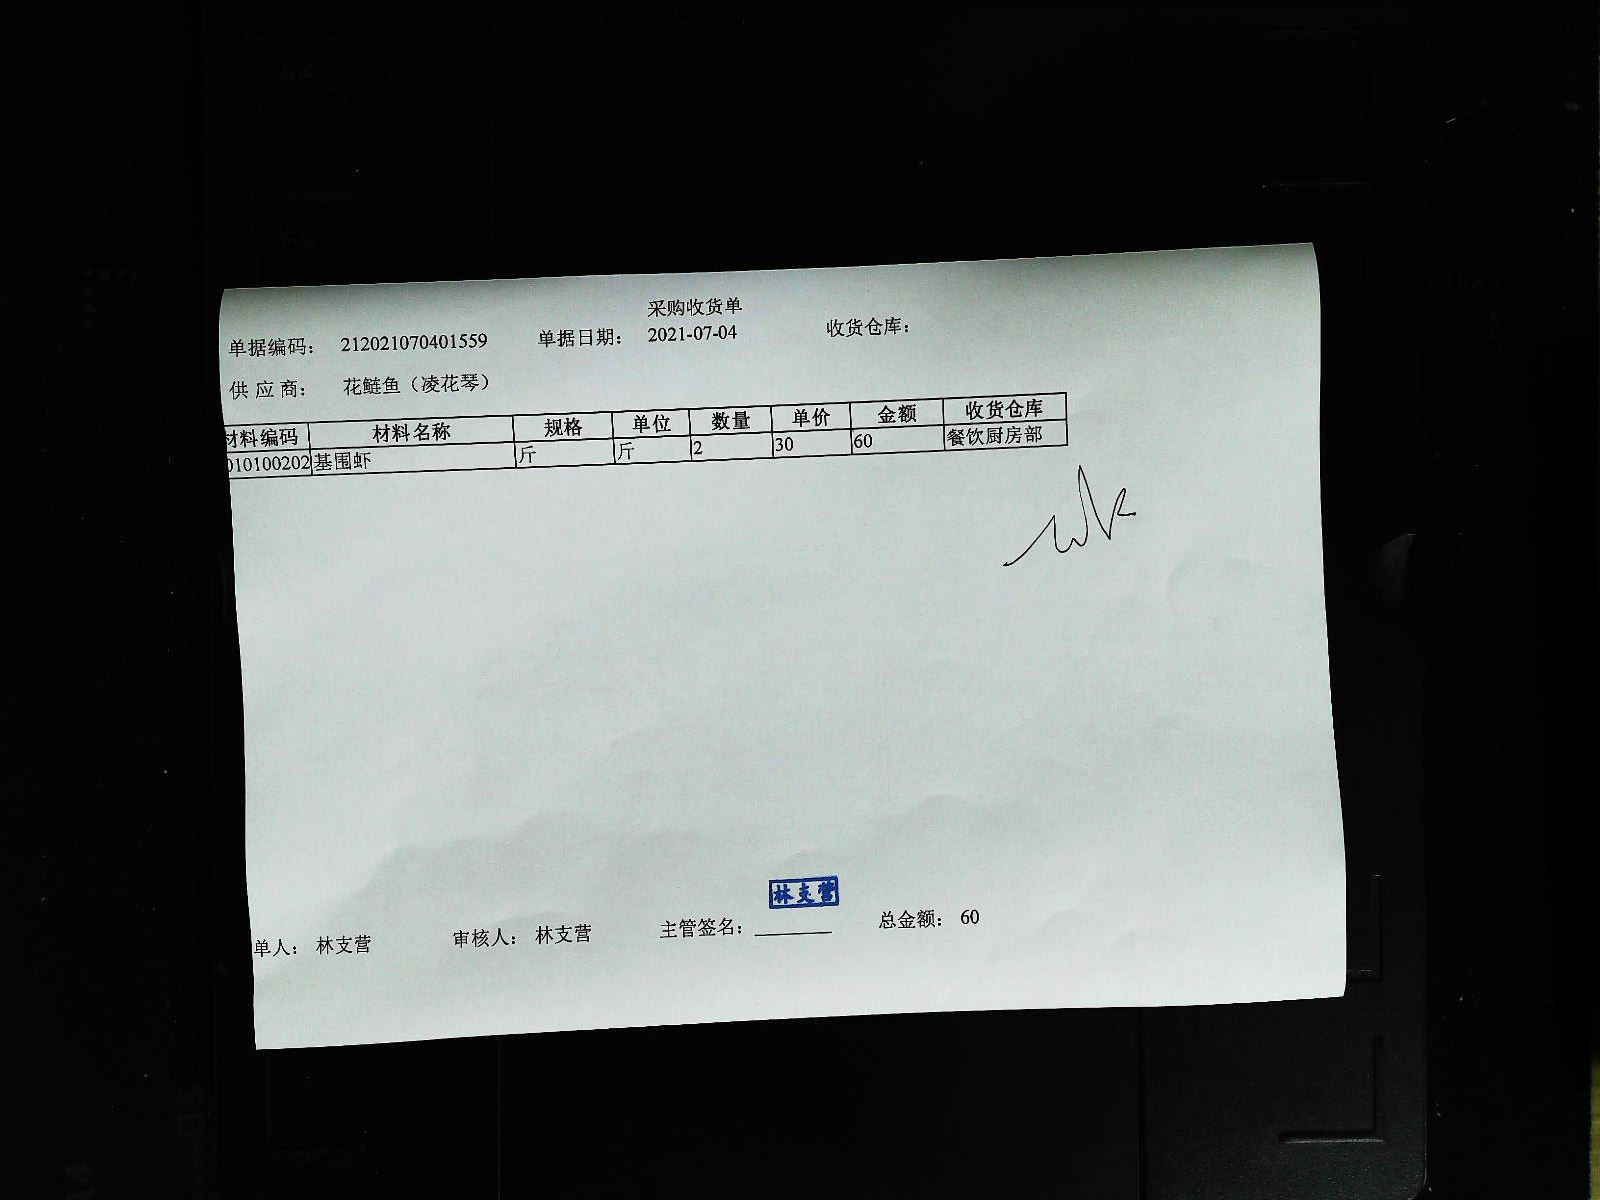 采购收货单
单据编码： 212021070401559 单据日期： 2021-07-04 收货仓库：
供 应 商： 花鲢鱼（凌花琴）
材料编码 材料名称 规格 单位 数量 单价 金额 收货仓库
010100202 基围虾 斤 斤 2 30 60 餐饮厨房部
林支营
单人： 林支营 审核人： 林支营 主管签名：________ 总金额： 60